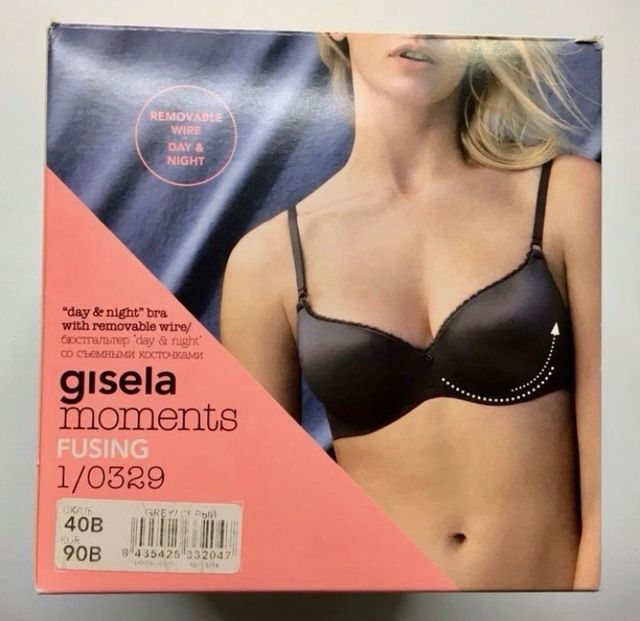 REMOVABLE
WIRE
DAY &
NIGHT
"day & night" bra
with removable wire/
бюстгальтер "day & night"
со съемными косточками
gisela
moments
FUSING
1/0329
UK/US
40B
EUR
90B
GREY/СЕРЫЙ
8 435425 332047